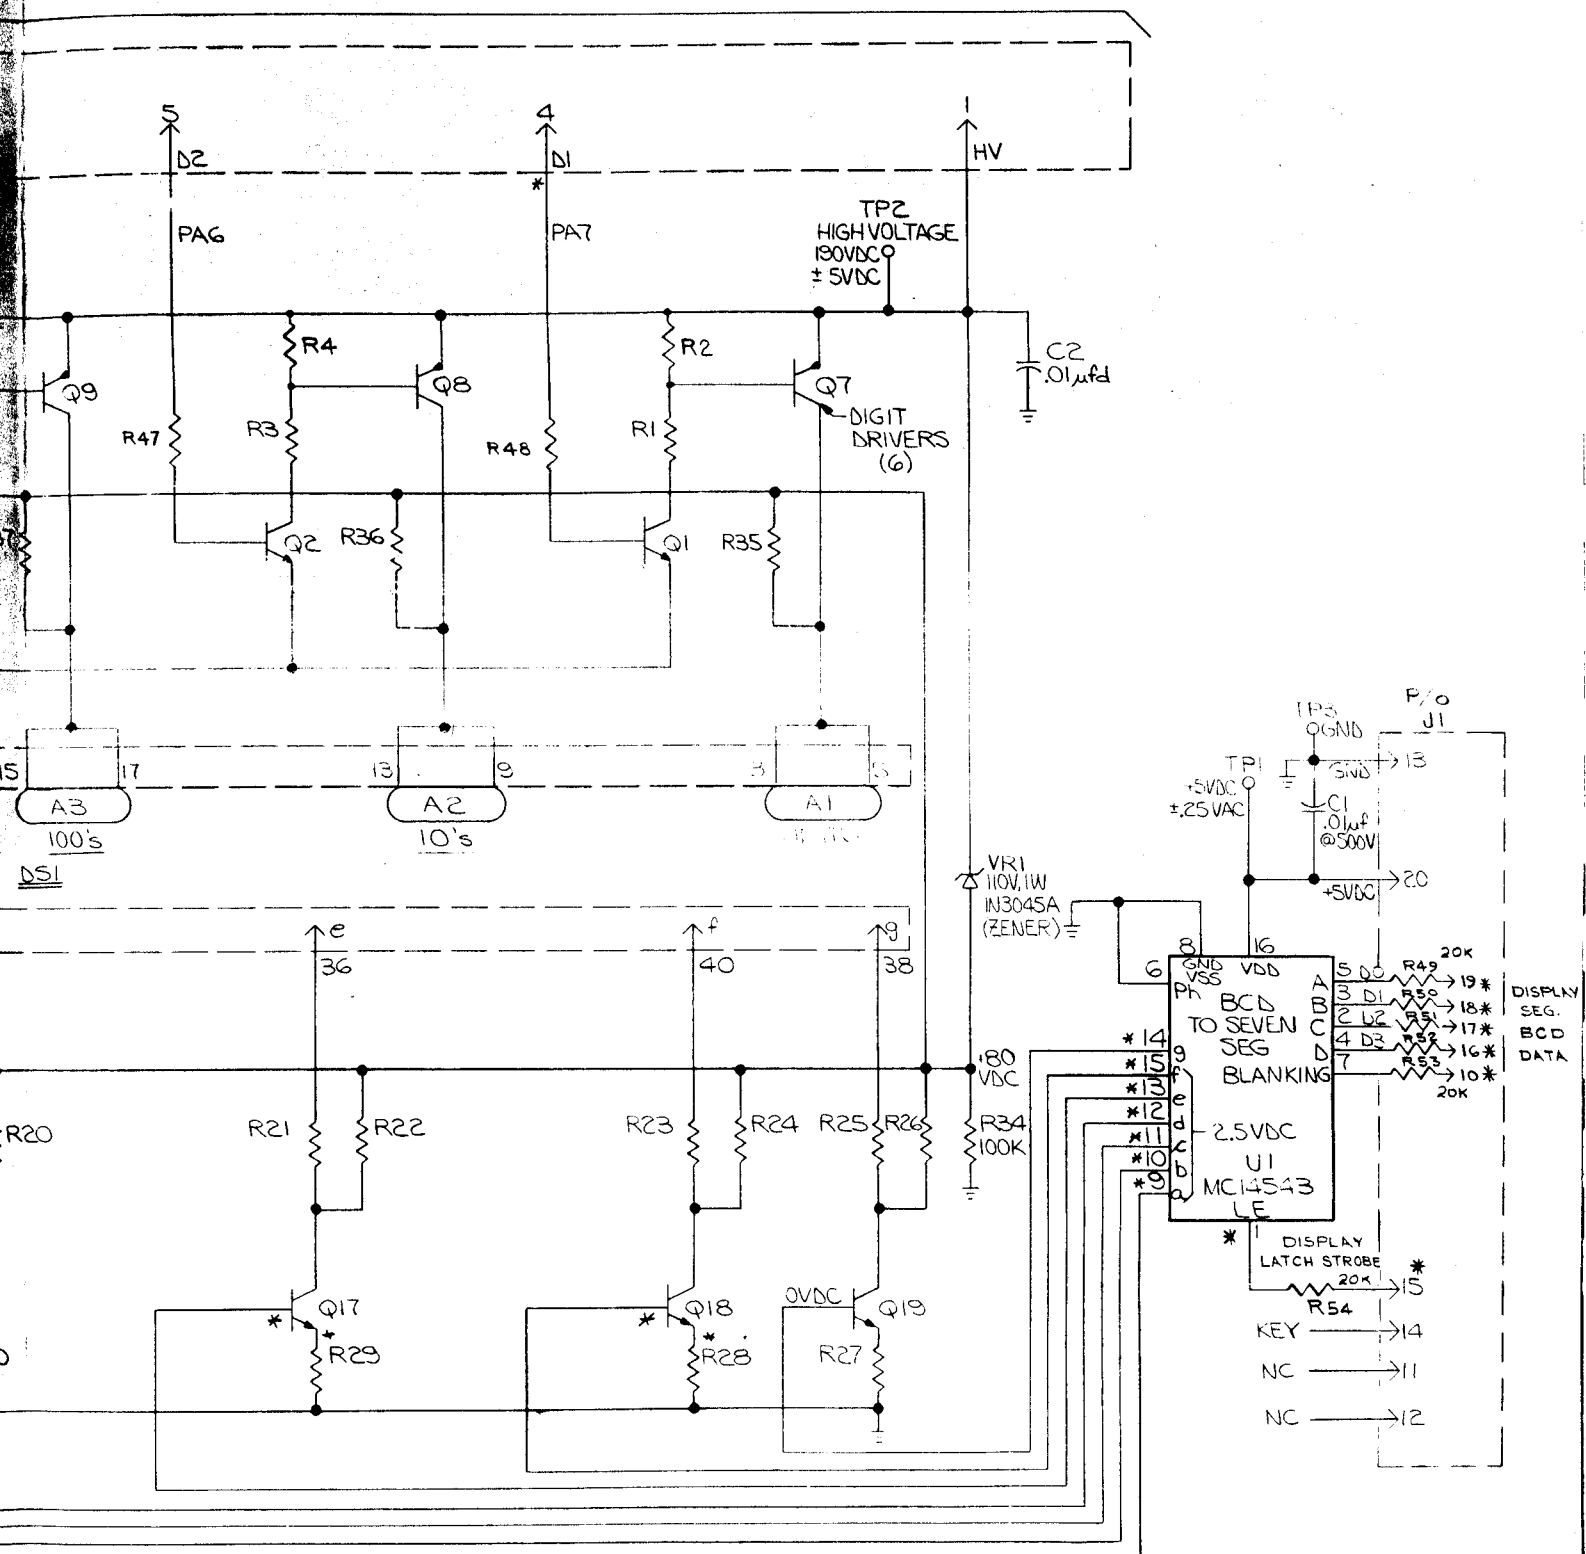 5
4
1
D2
D1
HV
*
PA6
PA7
TP2
HIGH VOLTAGE
190VDC
± 5VDC
R4
R2
C2
.01µfd
Q9
Q8
Q7
DIGIT
DRIVERS
(6)
R47
R3
R48
R1
Q2
R36
Q1
R35
15
17
13
9
A3
A2
A1
100's
10's
DS1
TP3
GND
P/O
J1
13
TP1
+5VDC
±.25VAC
C1
.01µf
@500V
+5VDC
20
VR1
110V, 1W
1N3045A
(ZENER)
e
f
g
36
40
38
8
16
GND
VSS
VDD
6
Ph
BCD
TO SEVEN
SEG
BLANKING
A 5 D0 R49 20K 19*
B 3 D1 R50 18*
C 2 D2 R51 17*
D 4 D3 R52 16*
7 R53 10*
20K
DISPLAY
SEG.
BCD
DATA
*14 g
*15 f
*13 e
*12 d
*11 c
*10 b
*9 a
2.5VDC
U1
MC14543
LE
* 1
80
VDC
R20
R21
R22
R23
R24
R25
R26
R34
100K
DISPLAY
LATCH STROBE
*
20K
15
R54
KEY 14
NC 11
NC 12
Q17
*
*
R29
Q18
*
*
R28
0VDC
Q19
R27